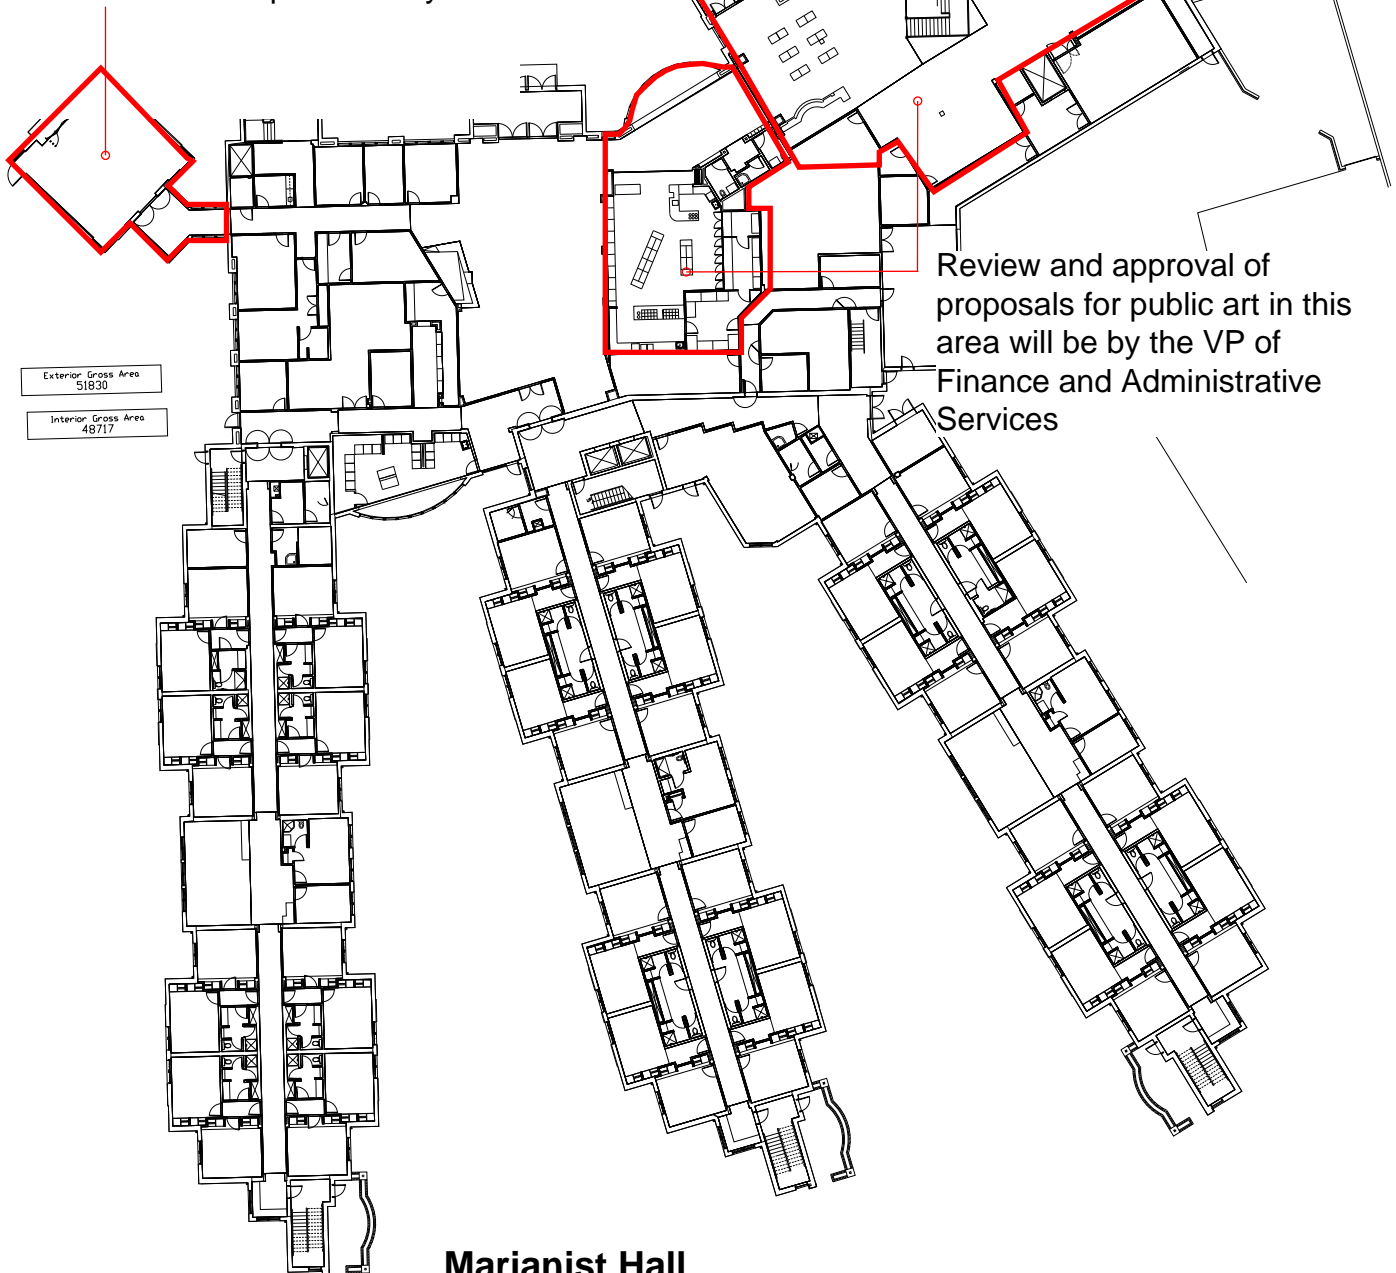 Review and approval of
proposals for public art in this
area will be by the VP of
Finance and Administrative
Services
Exterior Gross Area
51830
Interior Gross Area
48717
Marianist Hall